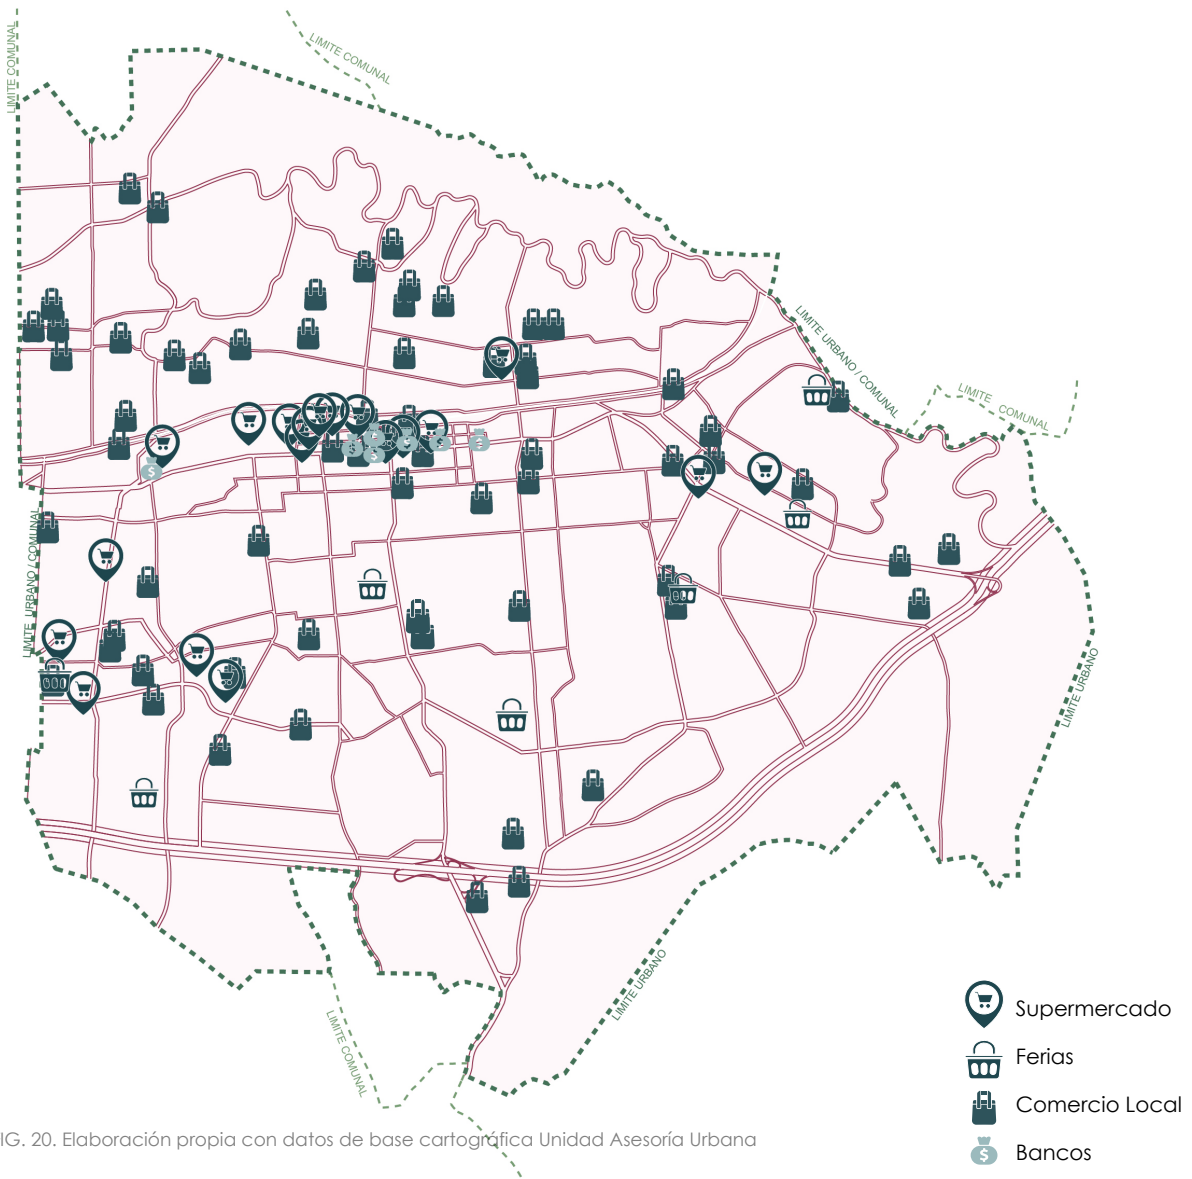 LIMITE COMUNAL
LIMITE COMUNAL
LIMITE URBANO / COMUNAL
LIMITE COMUNAL
LIMITE URBANO / COMUNAL
LIMITE URBANO
LIMITE URBANO
LIMITE COMUNAL
Supermercado
Ferias
Comercio Local
Bancos
IG. 20. Elaboración propia con datos de base cartográfica Unidad Asesoría Urbana